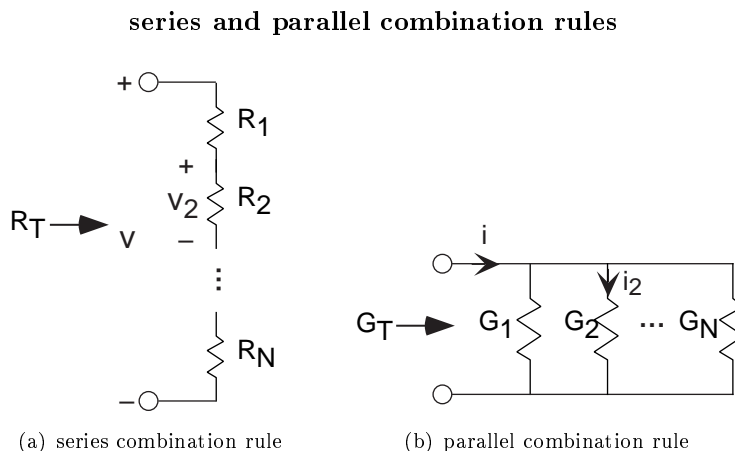 series and parallel combination rules
+
R1
+
v2
R2
RT
v
–
...
RN
–
i
i2
GT
G1
G2
...
GN
(a) series combination rule
(b) parallel combination rule